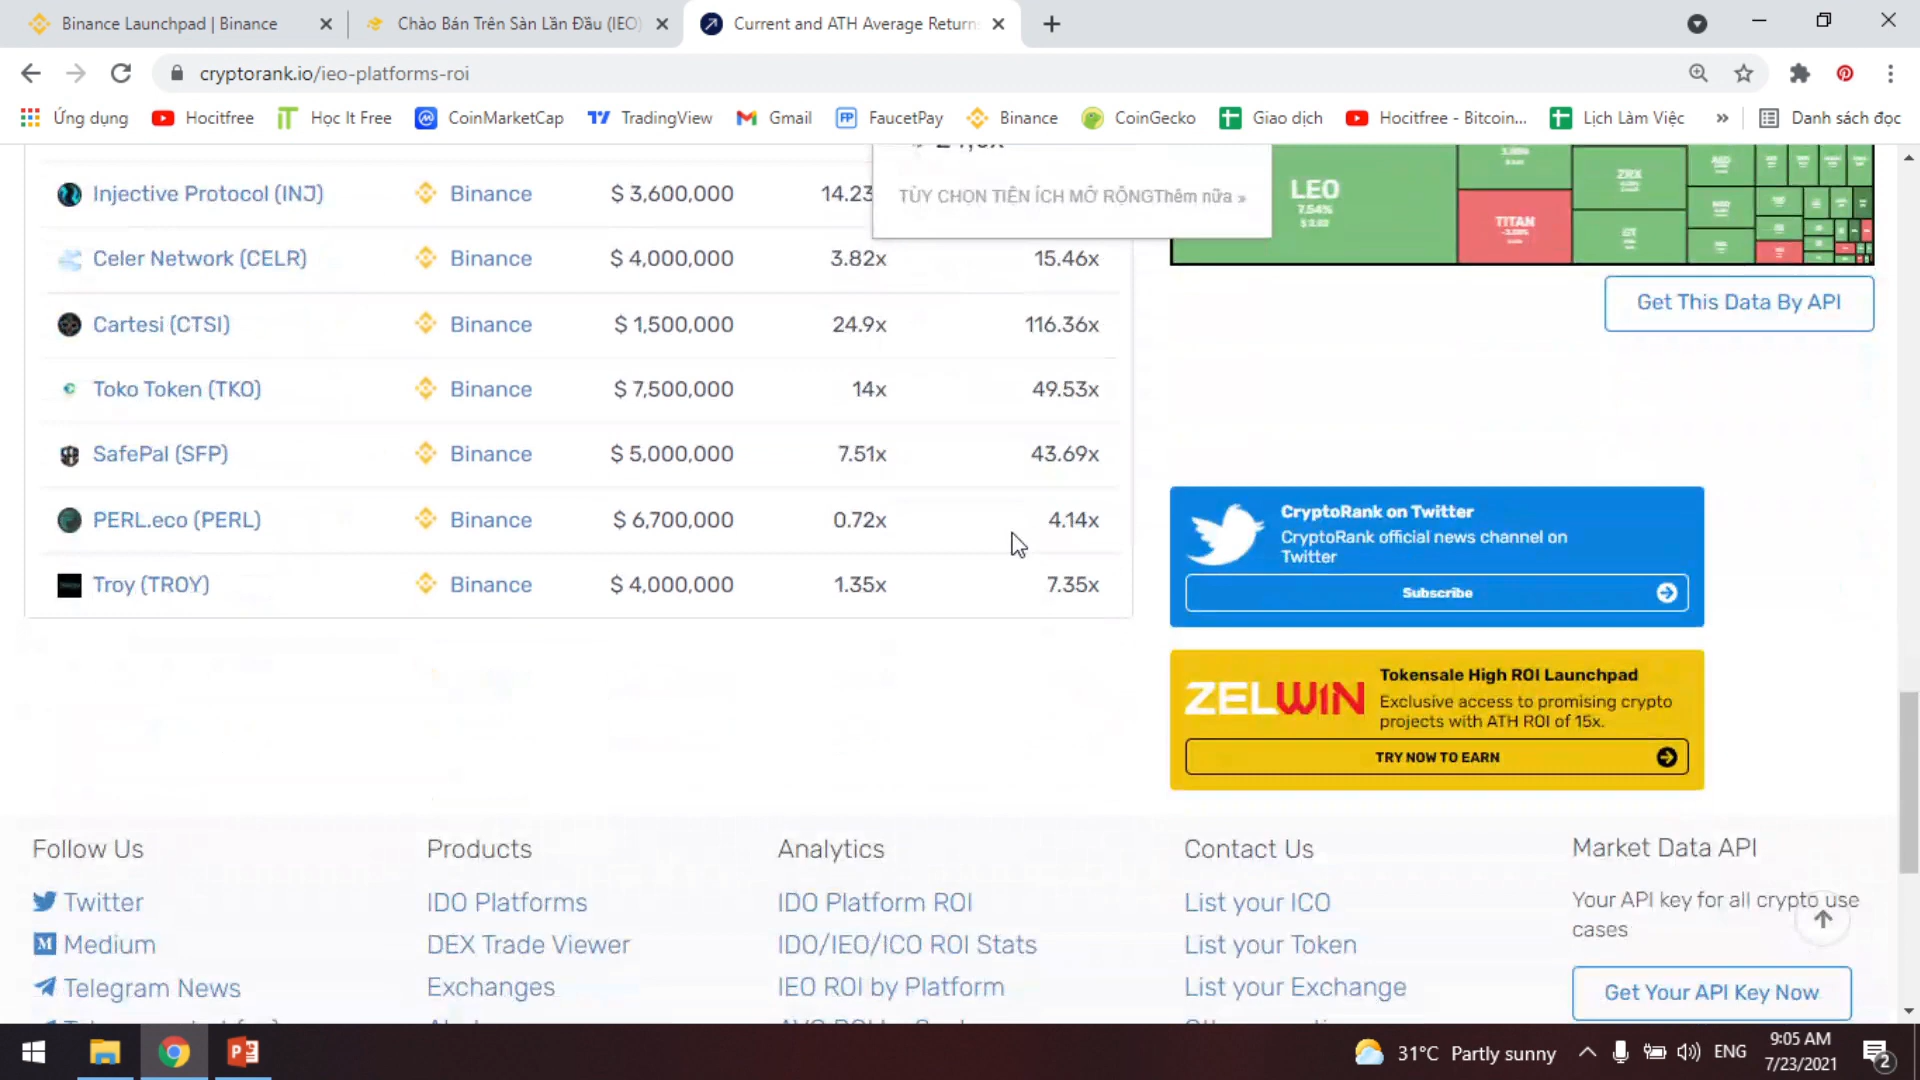 Binance Launchpad | Binance
Chào Bán Trên Sàn Lần Đầu (IEO)
Current and ATH Average Return
cryptorank.io/ieo-platforms-roi
Ứng dụng
Hocitfree
Học It Free
CoinMarketCap
TradingView
Gmail
FaucetPay
Binance
CoinGecko
Giao dịch
Hocitfree - Bitcoin...
Lịch Làm Việc
»
Danh sách đọc
Injective Protocol (INJ) Binance $ 3,600,000 14.23
TÙY CHỌN TIỆN ÍCH MỞ RỘNGThêm nữa »
LEO
7.54%
TITAN
ZRX
Celer Network (CELR) Binance $ 4,000,000 3.82x 15.46x
Get This Data By API
Cartesi (CTSI) Binance $ 1,500,000 24.9x 116.36x
Toko Token (TKO) Binance $ 7,500,000 14x 49.53x
SafePal (SFP) Binance $ 5,000,000 7.51x 43.69x
PERL.eco (PERL) Binance $ 6,700,000 0.72x 4.14x
Troy (TROY) Binance $ 4,000,000 1.35x 7.35x
CryptoRank on Twitter
CryptoRank official news channel on
Twitter
Subscribe
ZELWIN
Tokensale High ROI Launchpad
Exclusive access to promising crypto
projects with ATH ROI of 15x.
TRY NOW TO EARN
Follow Us
Twitter
Medium
Telegram News
Products
IDO Platforms
DEX Trade Viewer
Exchanges
Analytics
IDO Platform ROI
IDO/IEO/ICO ROI Stats
IEO ROI by Platform
Contact Us
List your ICO
List your Token
List your Exchange
Market Data API
Your API key for all crypto use
cases
Get Your API Key Now
31°C Partly sunny
ENG
9:05 AM
7/23/2021
2